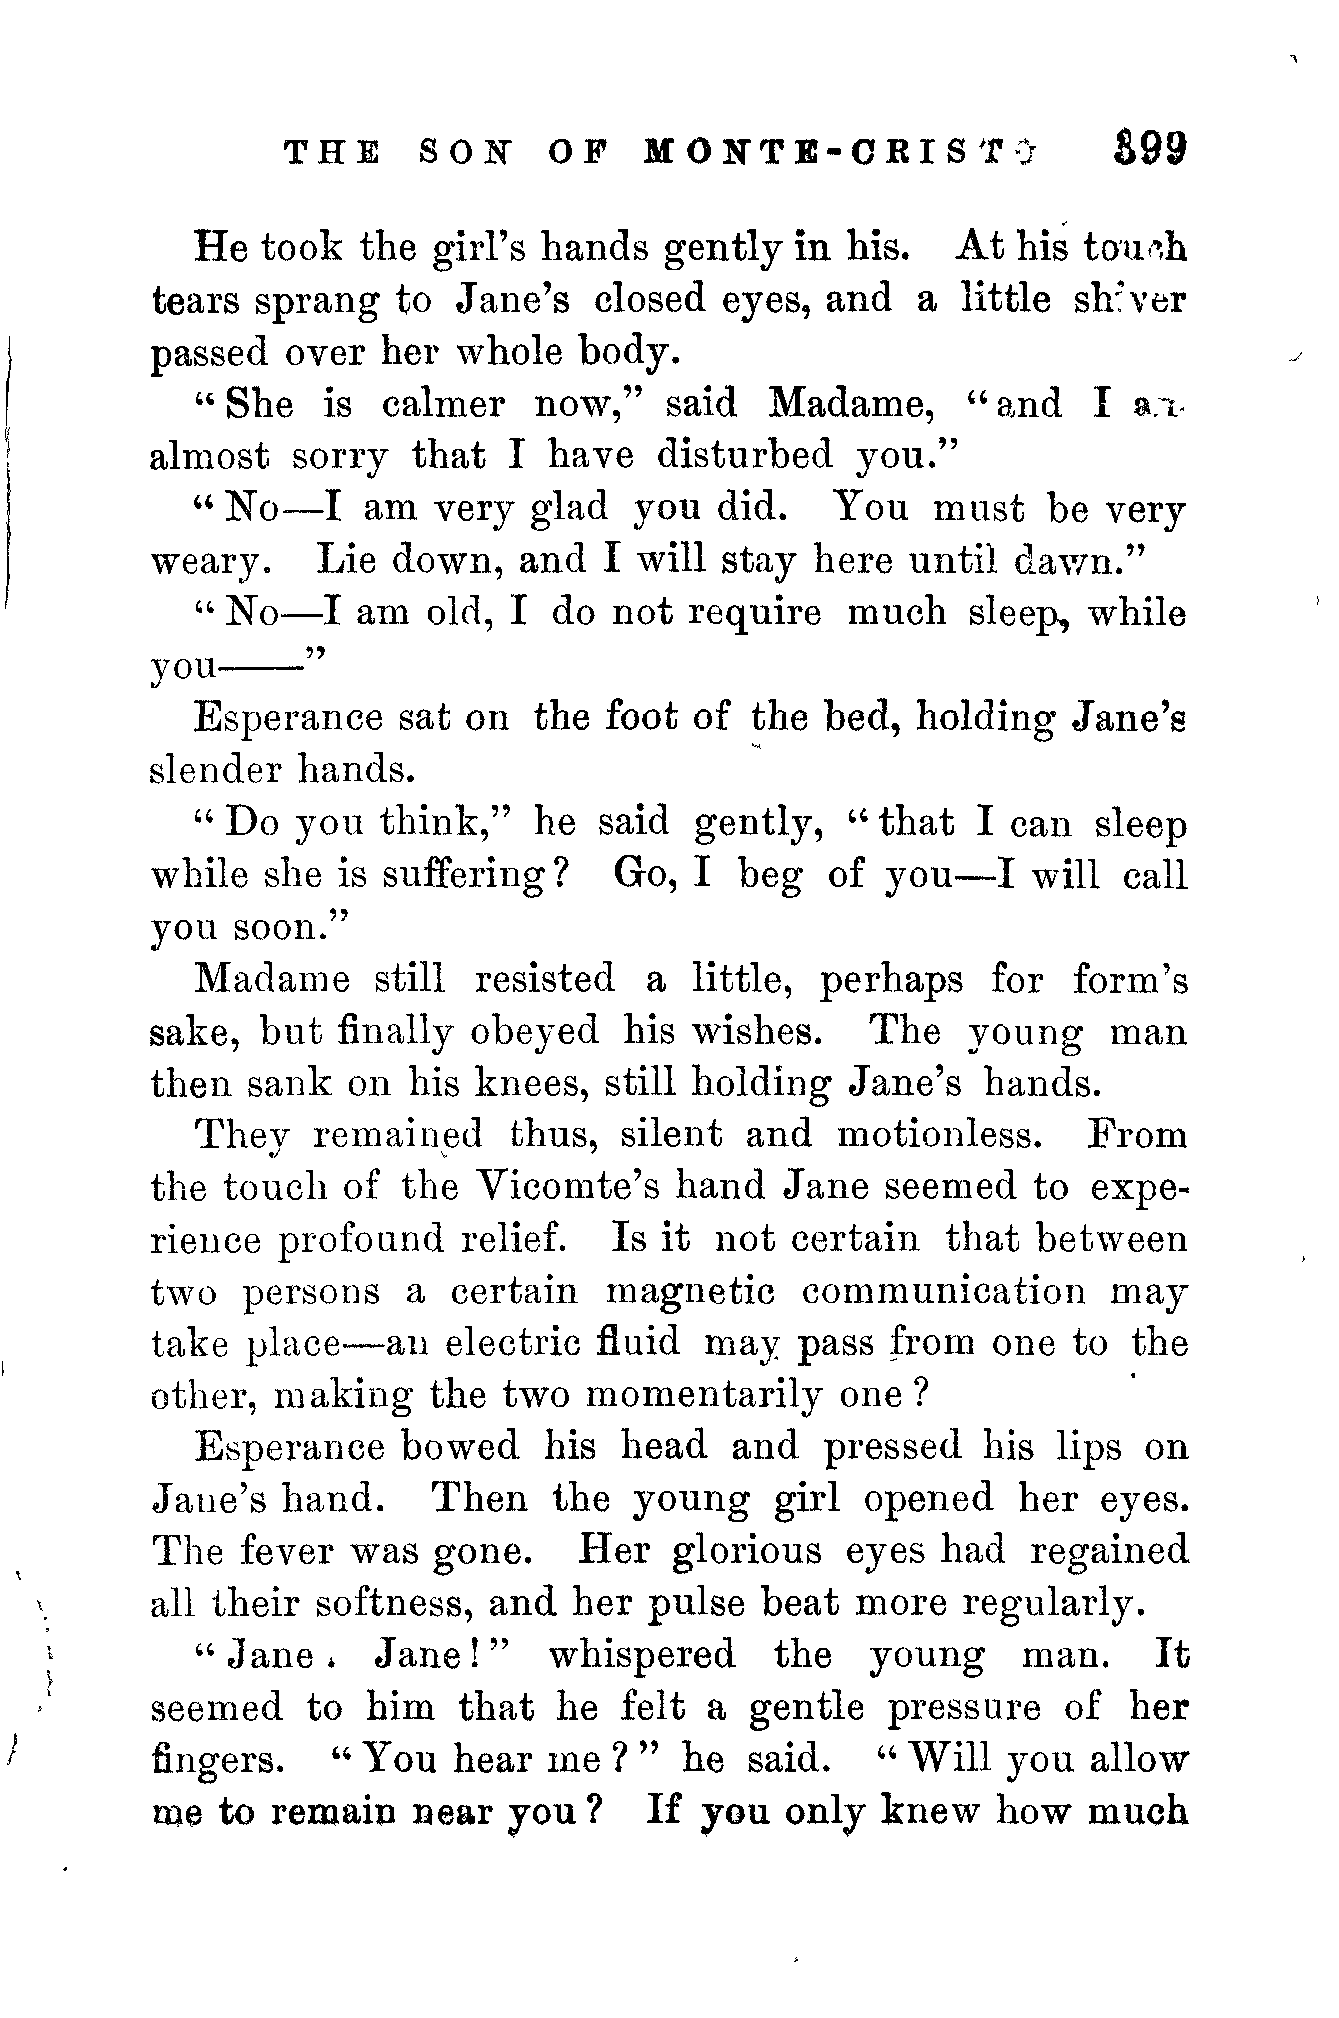 THE SON OF MONTE-CRISTO 399
He took the girl's hands gently in his. At his touch
tears sprang to Jane's closed eyes, and a little shiver
passed over her whole body.
"She is calmer now," said Madame, "and I am
almost sorry that I have disturbed you."
"No—I am very glad you did. You must be very
weary. Lie down, and I will stay here until dawn."
"No—I am old, I do not require much sleep, while
you——"
Esperance sat on the foot of the bed, holding Jane's
slender hands.
"Do you think," he said gently, "that I can sleep
while she is suffering? Go, I beg of you—I will call
you soon."
Madame still resisted a little, perhaps for form's
sake, but finally obeyed his wishes. The young man
then sank on his knees, still holding Jane's hands.
They remained thus, silent and motionless. From
the touch of the Vicomte's hand Jane seemed to expe-
rience profound relief. Is it not certain that between
two persons a certain magnetic communication may
take place—an electric fluid may pass from one to the
other, making the two momentarily one?
Esperance bowed his head and pressed his lips on
Jane's hand. Then the young girl opened her eyes.
The fever was gone. Her glorious eyes had regained
all their softness, and her pulse beat more regularly.
"Jane! Jane!" whispered the young man. It
seemed to him that he felt a gentle pressure of her
fingers. "You hear me?" he said. "Will you allow
me to remain near you? If you only knew how much